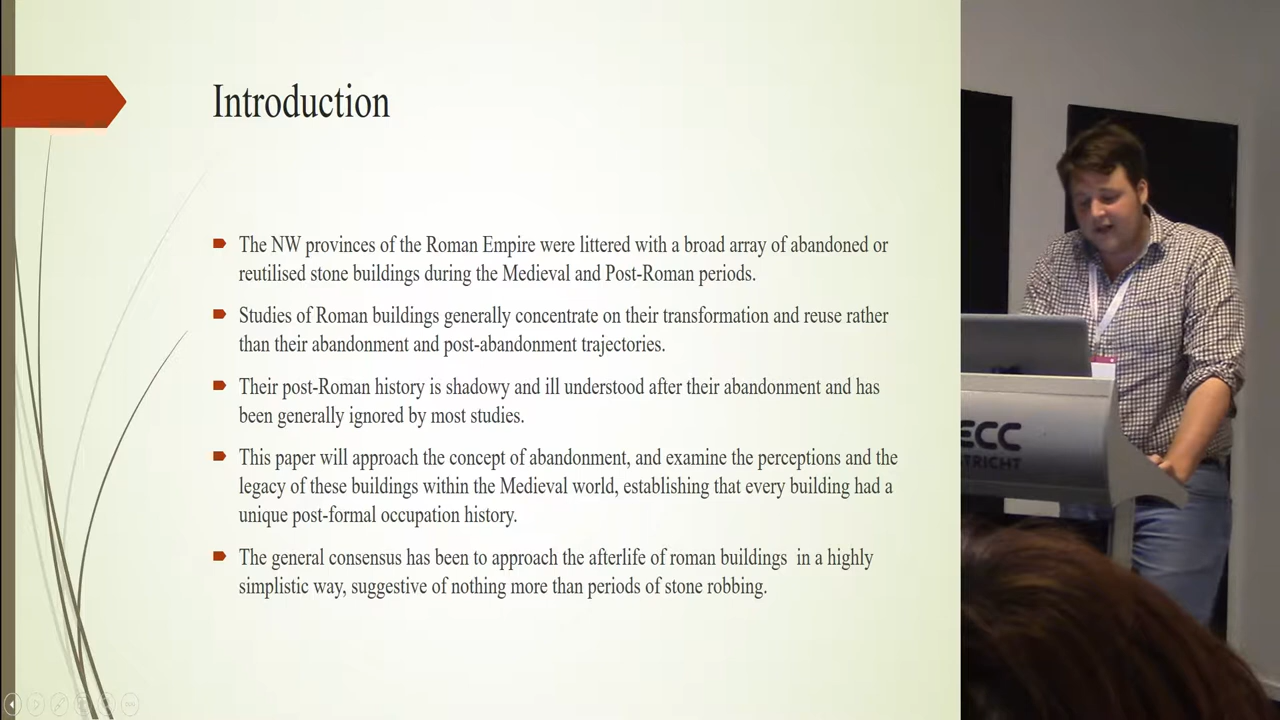 Introduction
The NW provinces of the Roman Empire were littered with a broad array of abandoned or
reutilised stone buildings during the Medieval and Post-Roman periods.
Studies of Roman buildings generally concentrate on their transformation and reuse rather
than their abandonment and post-abandonment trajectories.
Their post-Roman history is shadowy and ill understood after their abandonment and has
been generally ignored by most studies.
This paper will approach the concept of abandonment, and examine the perceptions and the
legacy of these buildings within the Medieval world, establishing that every building had a
unique post-formal occupation history.
The general consensus has been to approach the afterlife of roman buildings in a highly
simplistic way, suggestive of nothing more than periods of stone robbing.
ECC
STRICHT